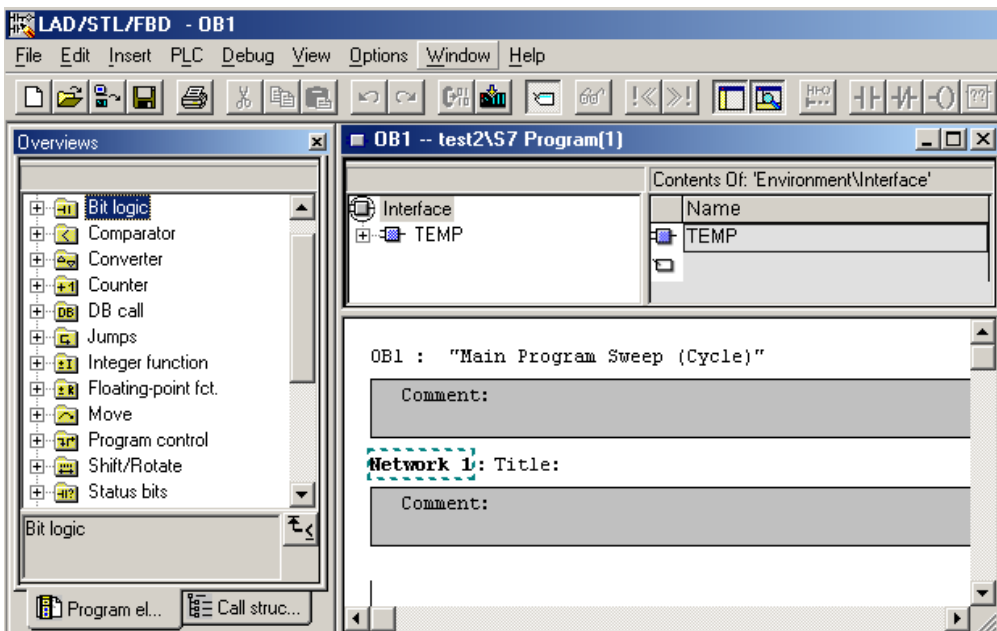 LAD/STL/FBD - OB1
File Edit Insert PLC Debug View Options Window Help
Overviews
Bit logic
Comparator
Converter
Counter
DB call
Jumps
Integer function
Floating-point fct.
Move
Program control
Shift/Rotate
Status bits
Bit logic
Program el...
Call struc...
OB1 -- test2\S7 Program(1)
Interface
TEMP
Contents Of: 'Environment\Interface'
Name
TEMP
OB1 : "Main Program Sweep (Cycle)"
Comment:
Network 1: Title:
Comment: